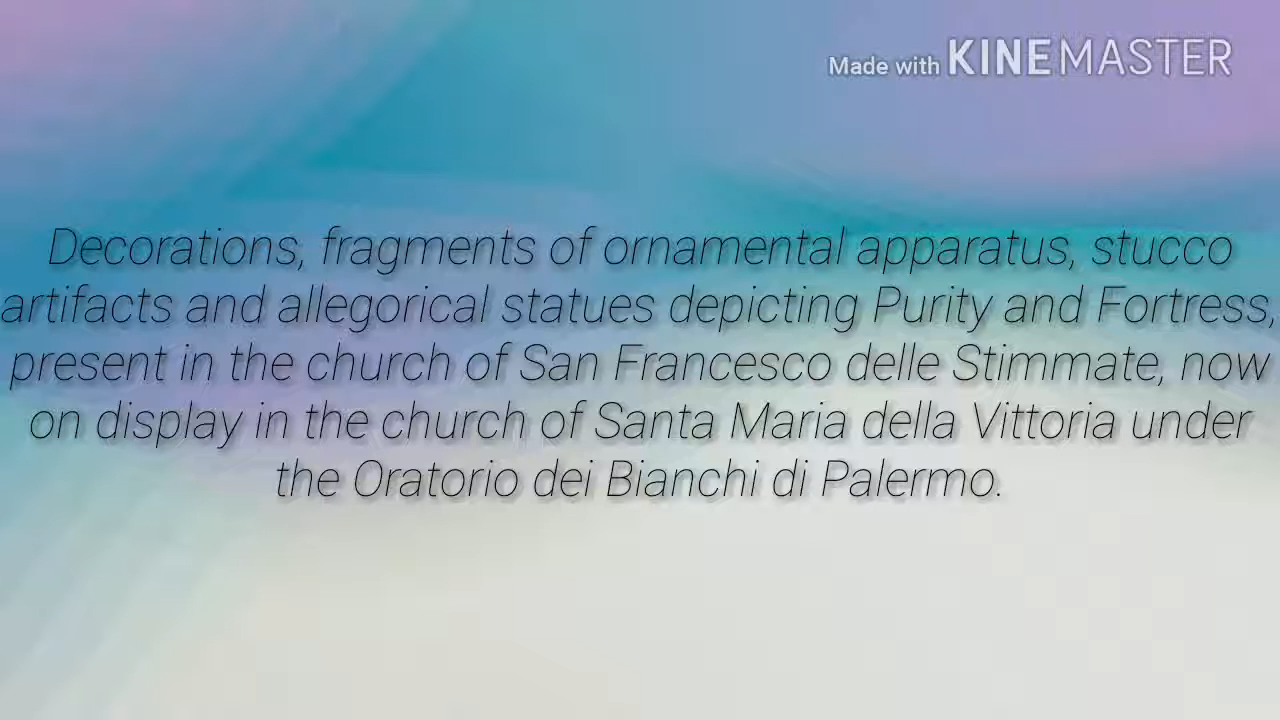 Made with KINEMASTER
Decorations, fragments of ornamental apparatus, stucco
artifacts and allegorical statues depicting Purity and Fortress,
present in the church of San Francesco delle Stimmate, now
on display in the church of Santa Maria della Vittoria under
the Oratorio dei Bianchi di Palermo.